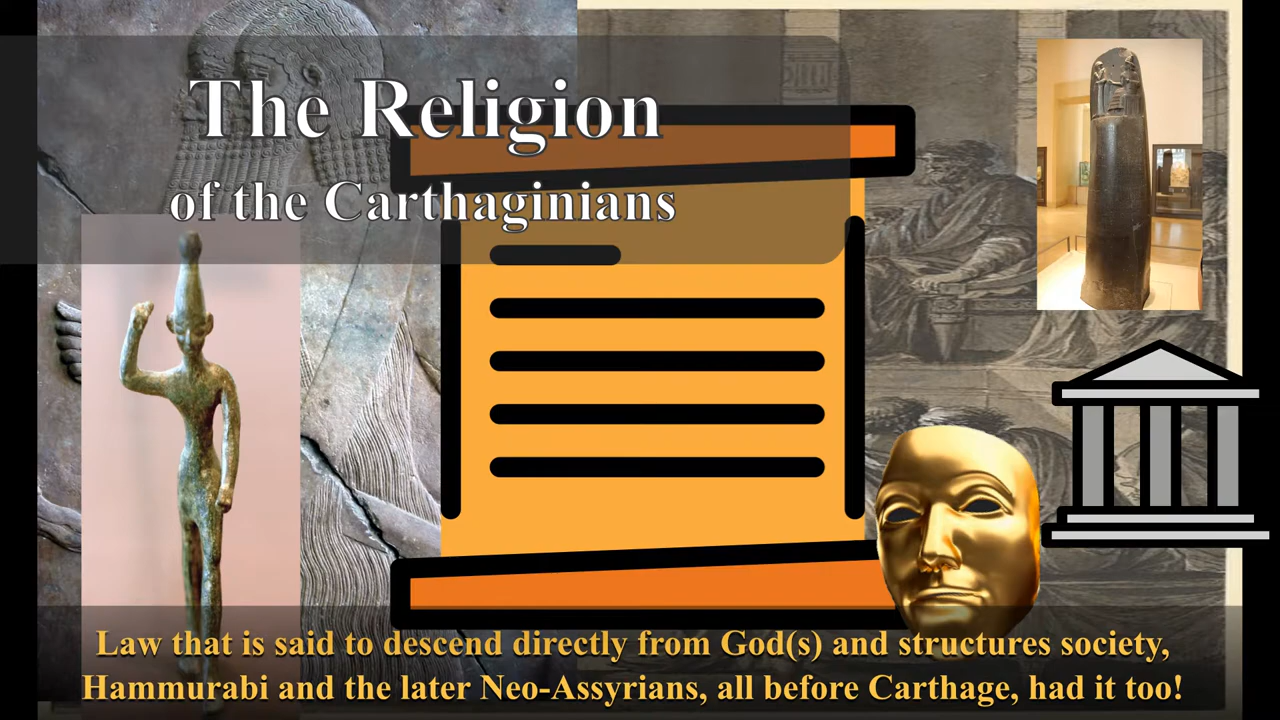 The Religion
of the Carthaginians
Law that is said to descend directly from God(s) and structures society,
Hammurabi and the later Neo-Assyrians, all before Carthage, had it too!